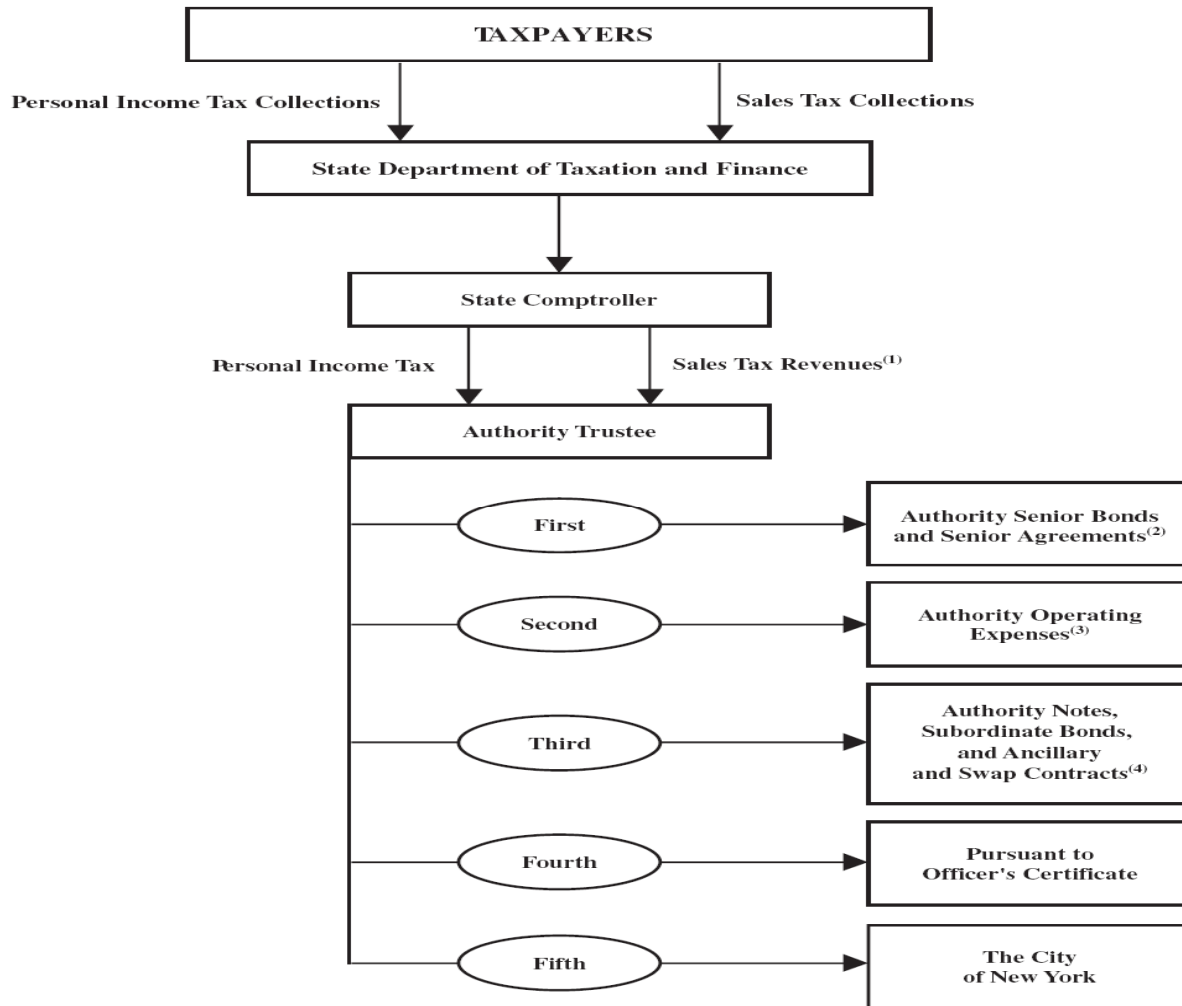 TAXPAYERS
Personal Income Tax Collections
Sales Tax Collections
State Department of Taxation and Finance
State Comptroller
Personal Income Tax
Sales Tax Revenues(1)
Authority Trustee
First
Authority Senior Bonds
and Senior Agreements(2)
Second
Authority Operating
Expenses(3)
Third
Authority Notes,
Subordinate Bonds,
and Ancillary
and Swap Contracts(4)
Fourth
Pursuant to
Officer's Certificate
Fifth
The City
of New York